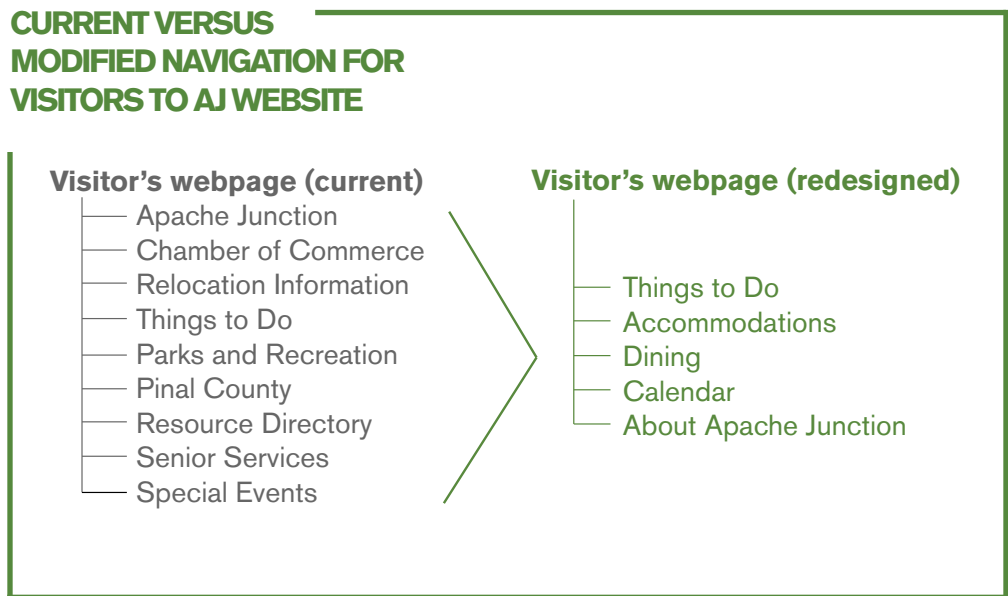 CURRENT VERSUS
MODIFIED NAVIGATION FOR
VISITORS TO AJ WEBSITE
Visitor's webpage (current)
Apache Junction
Chamber of Commerce
Relocation Information
Things to Do
Parks and Recreation
Pinal County
Resource Directory
Senior Services
Special Events
Visitor's webpage (redesigned)
Things to Do
Accommodations
Dining
Calendar
About Apache Junction